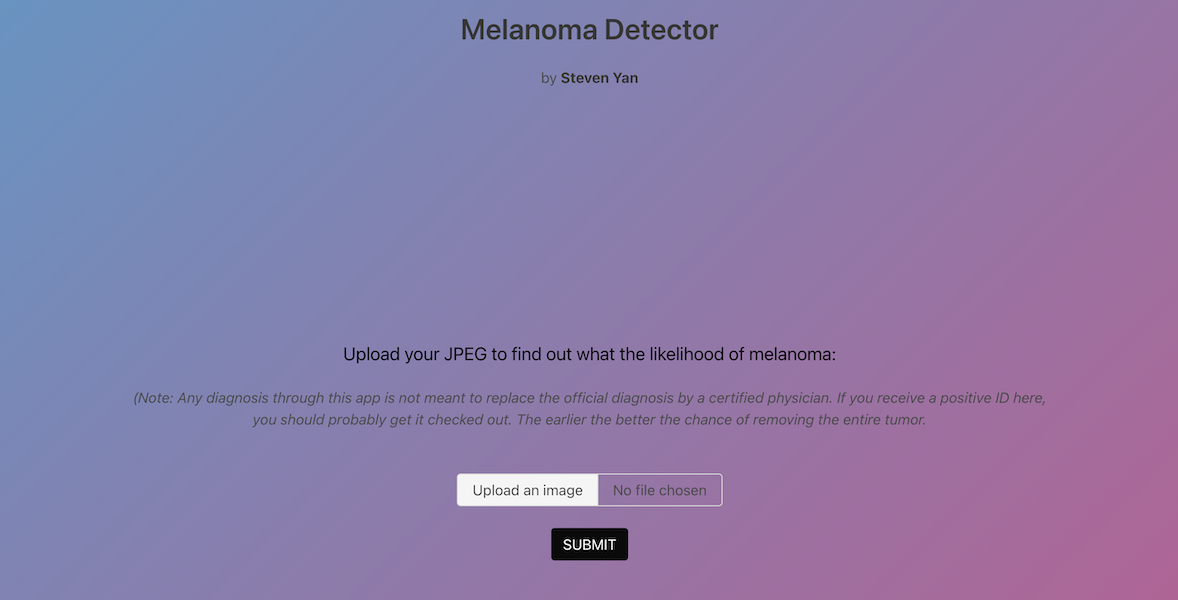 Melanoma Detector
by Steven Yan
Upload your JPEG to find out what the likelihood of melanoma:
(Note: Any diagnosis through this app is not meant to replace the official diagnosis by a certified physician. If you receive a positive ID here,
you should probably get it checked out. The earlier the better the chance of removing the entire tumor.
Upload an image No file chosen
SUBMIT